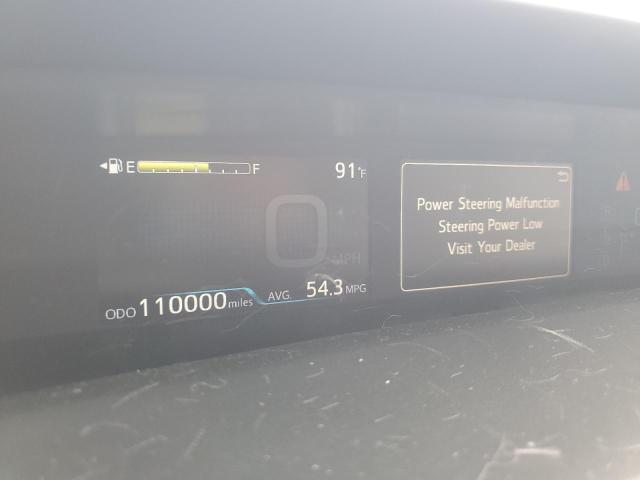 E F 91°F
0
MPH
ODO 110000 miles AVG. 54.3 MPG
Power Steering Malfunction
Steering Power Low
Visit Your Dealer